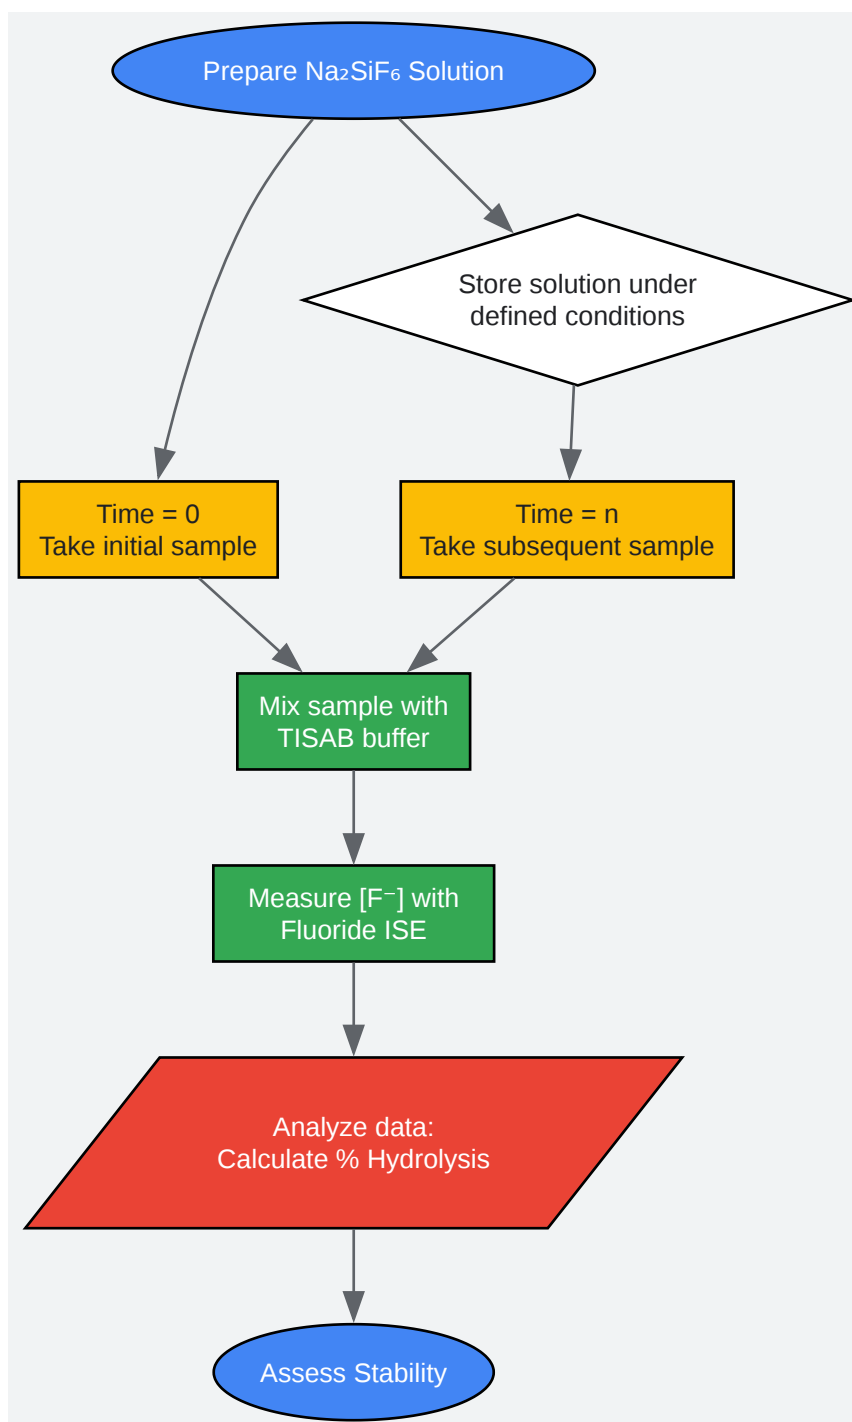 Prepare Na₂SiF₆ Solution
Store solution under
defined conditions
Time = 0
Take initial sample
Time = n
Take subsequent sample
Mix sample with
TISAB buffer
Measure [F⁻] with
Fluoride ISE
Analyze data:
Calculate % Hydrolysis
Assess Stability